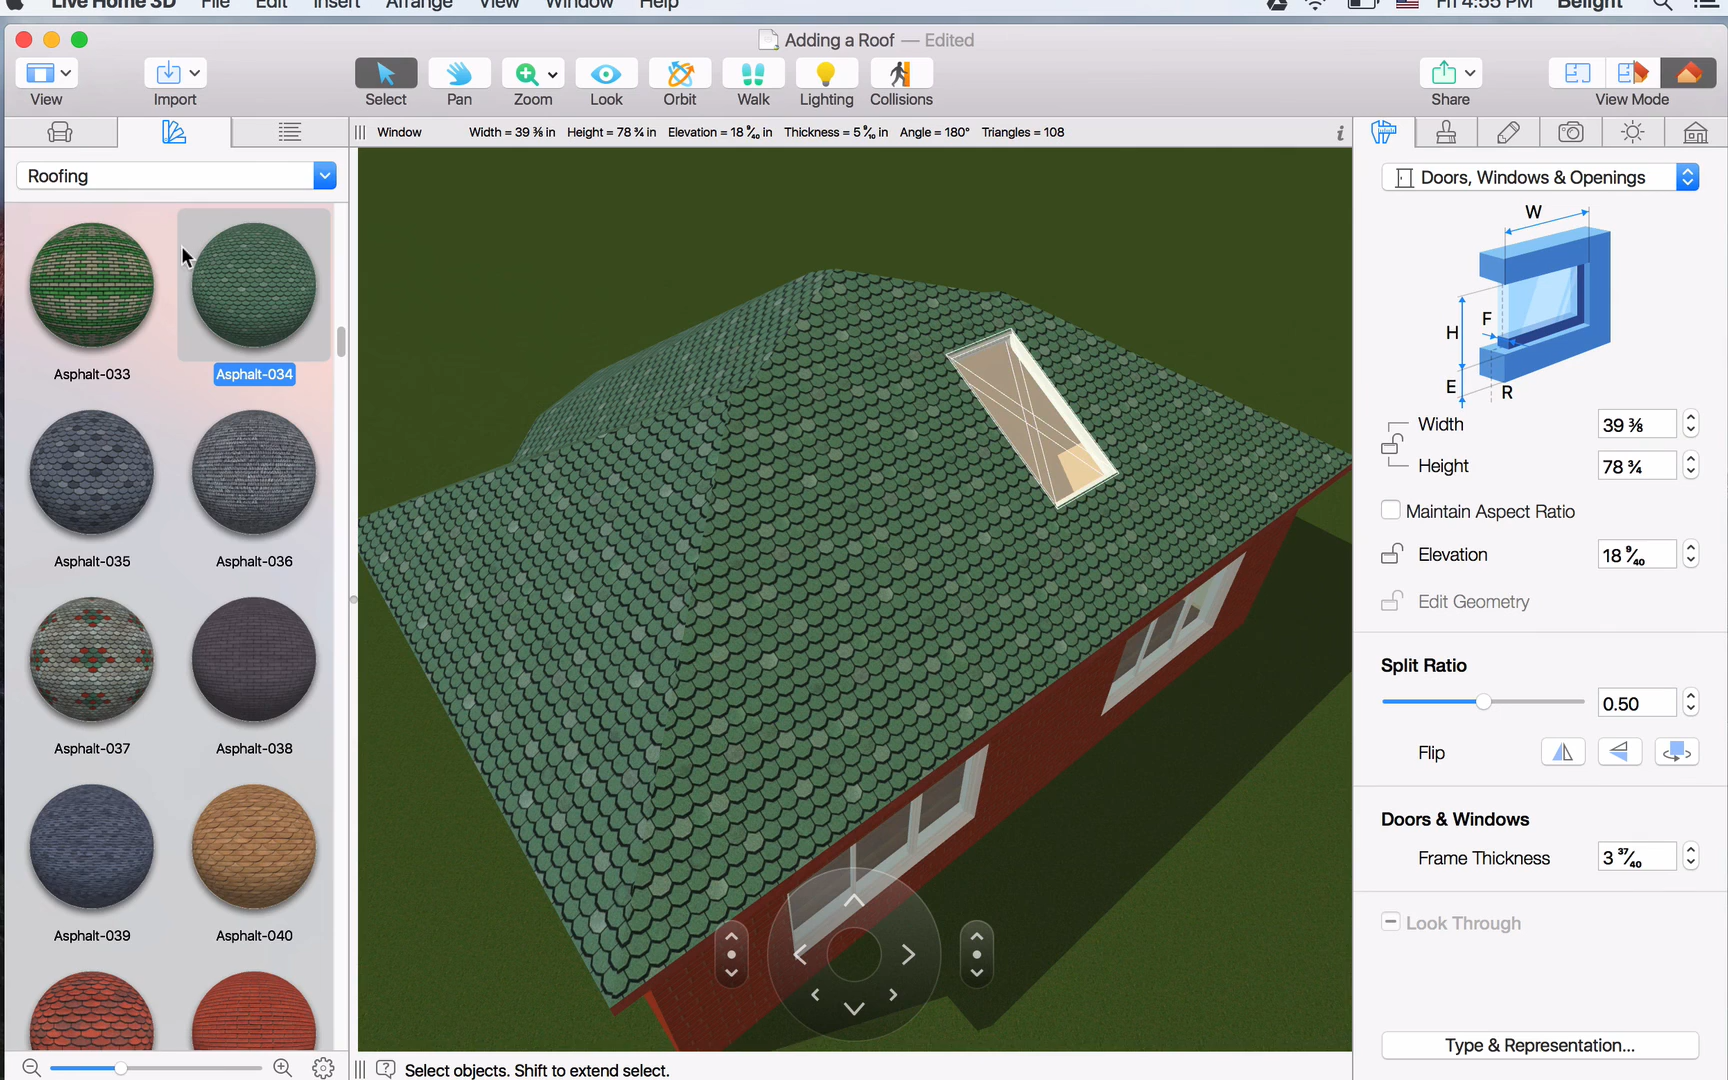 Live Home 3D File Edit Insert Arrange View Window Help Fri 4:55 PM Belight
Adding a Roof — Edited
View Import Select Pan Zoom Look Orbit Walk Lighting Collisions Share View Mode
Window Width = 39 ⅜ in Height = 78 ¾ in Elevation = 18 ⁹⁄₄₀ in Thickness = 5 ⁹⁄₁₀ in Angle = 180° Triangles = 108
Roofing
Doors, Windows & Openings
W
H
F
E
R
Asphalt-033 Asphalt-034
Asphalt-035 Asphalt-036
Asphalt-037 Asphalt-038
Asphalt-039 Asphalt-040
Width 39 ⅜
Height 78 ¾
Maintain Aspect Ratio
Elevation 18 ⁹⁄₄₀
Edit Geometry
Split Ratio
0.50
Flip
Doors & Windows
Frame Thickness 3 ³⁷⁄₄₀
Look Through
Type & Representation...
Select objects. Shift to extend select.